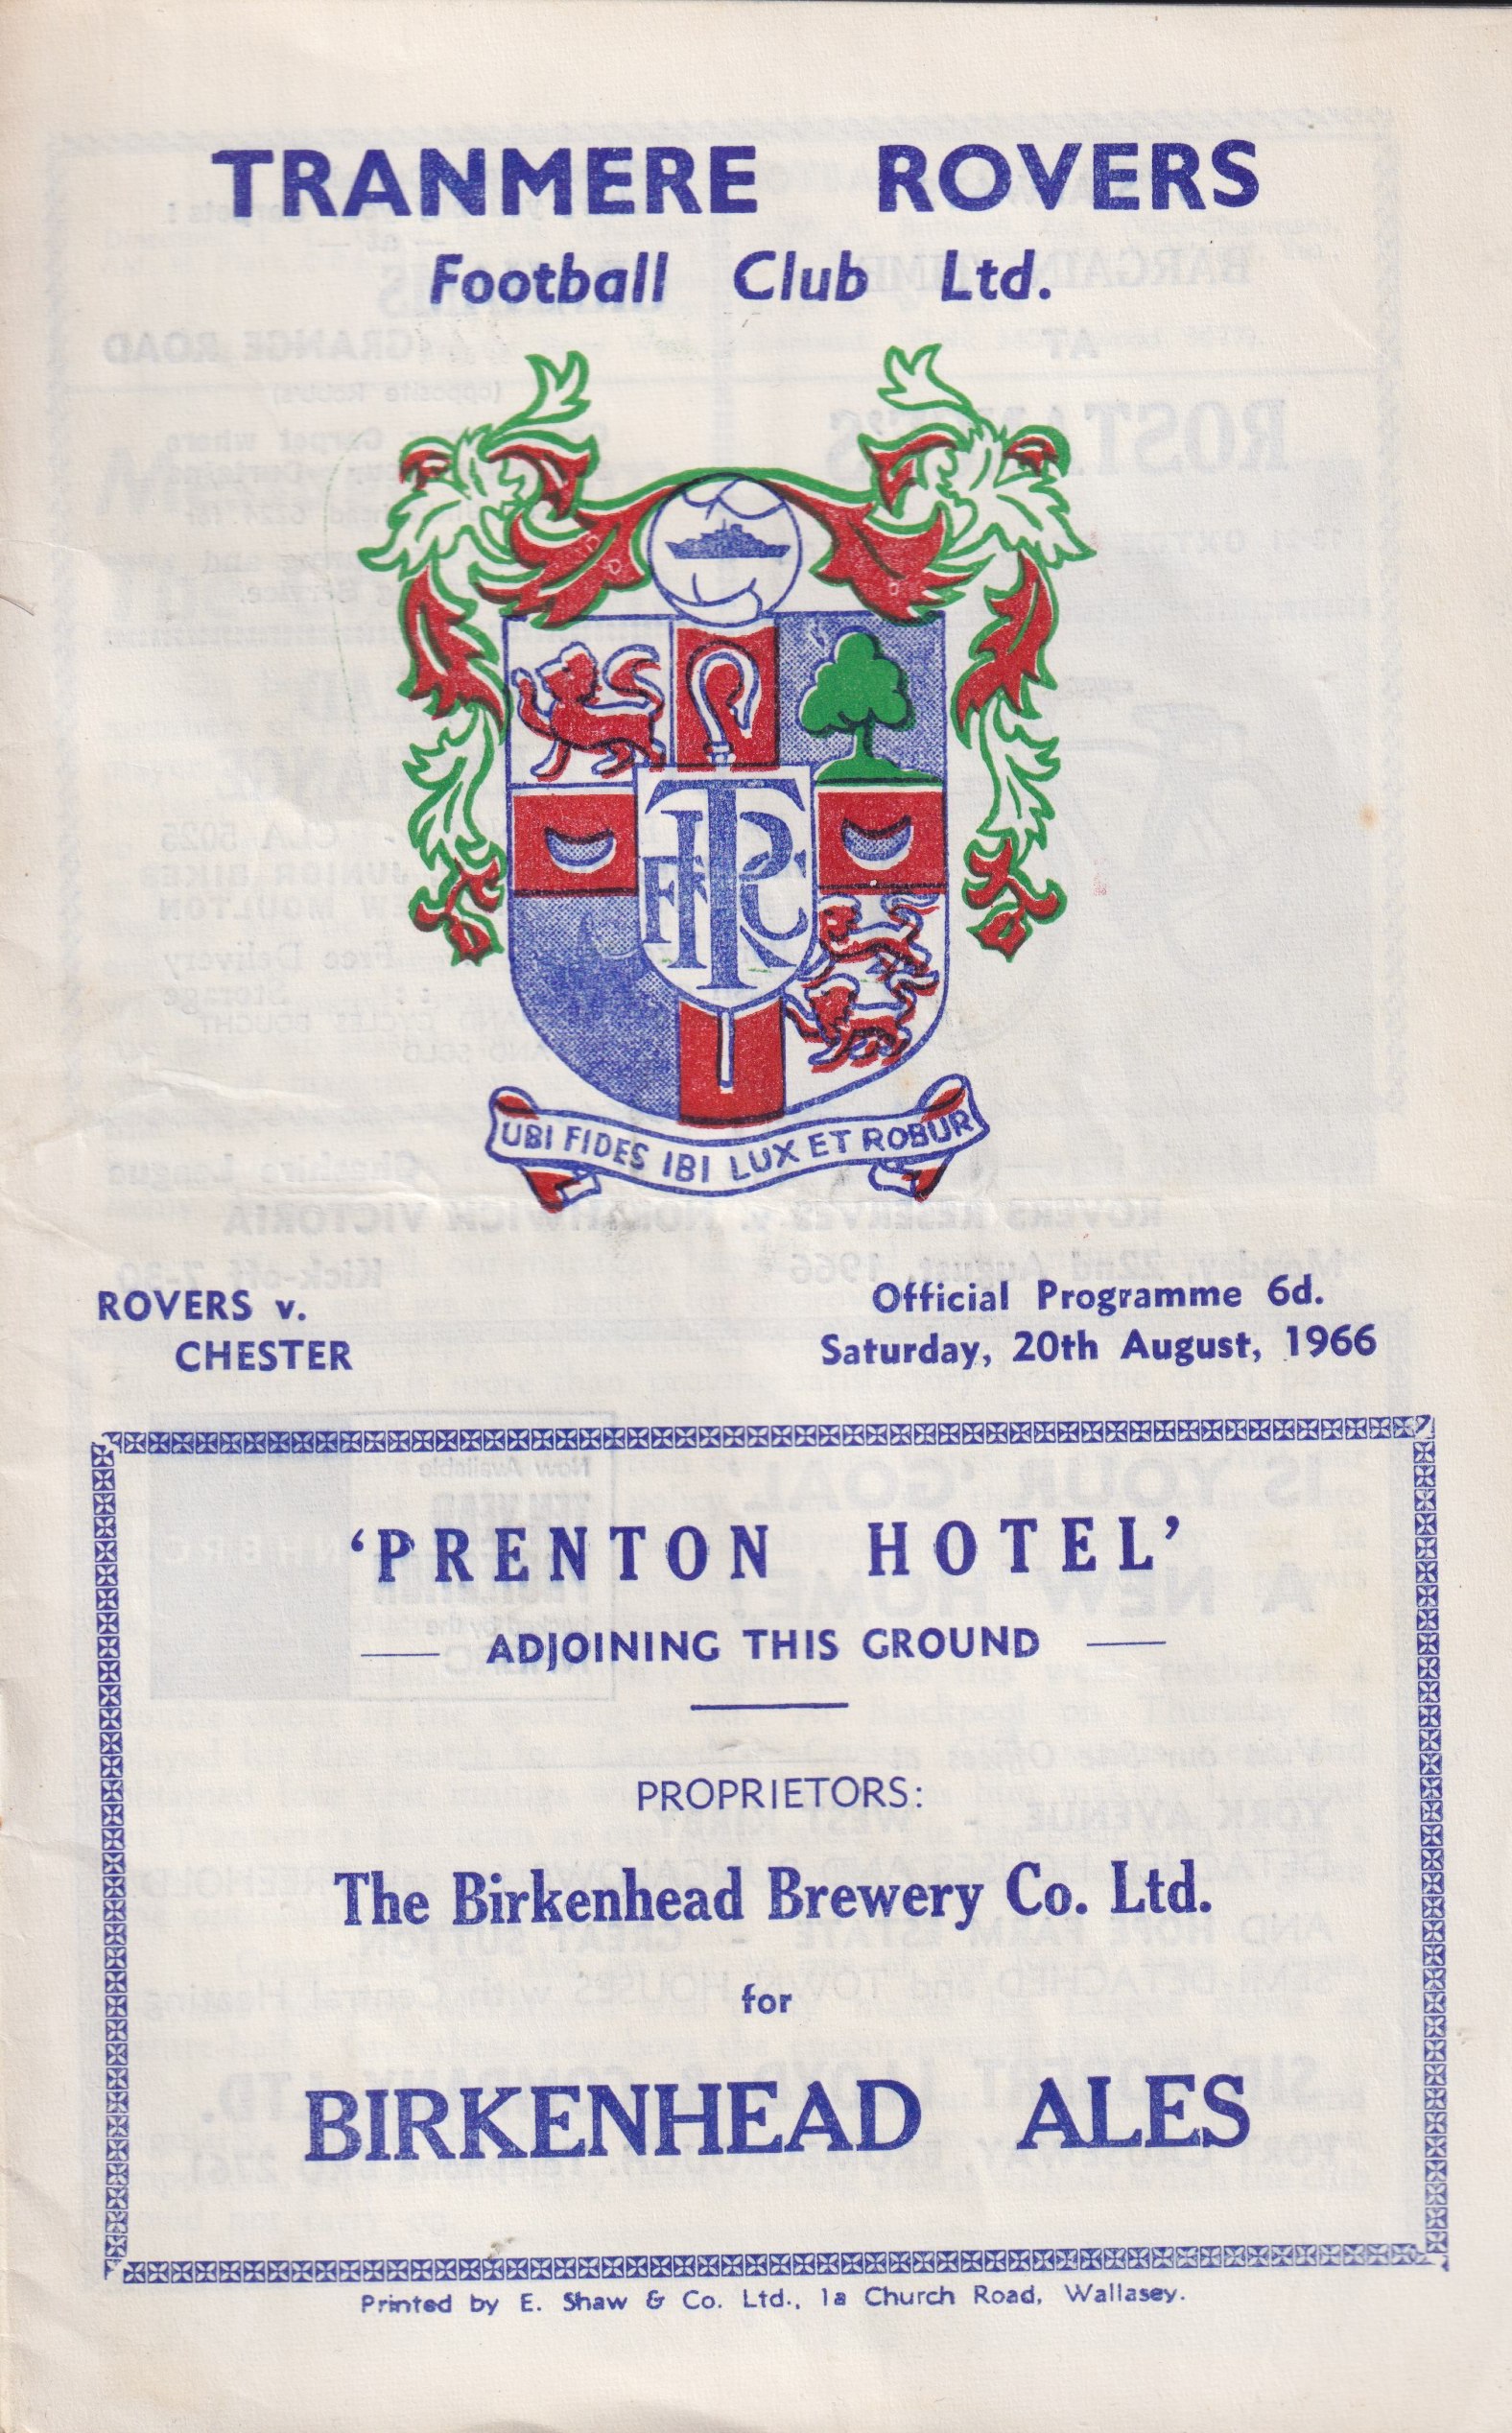 TRANMERE ROVERS
Football Club Ltd.
TRFC
UBI FIDES IBI LUX ET ROBUR
ROVERS v.
CHESTER
Official Programme 6d.
Saturday, 20th August, 1966
‘PRENTON HOTEL’
ADJOINING THIS GROUND
PROPRIETORS:
The Birkenhead Brewery Co. Ltd.
for
BIRKENHEAD ALES
Printed by E. Shaw & Co. Ltd., 1a Church Road, Wallasey.